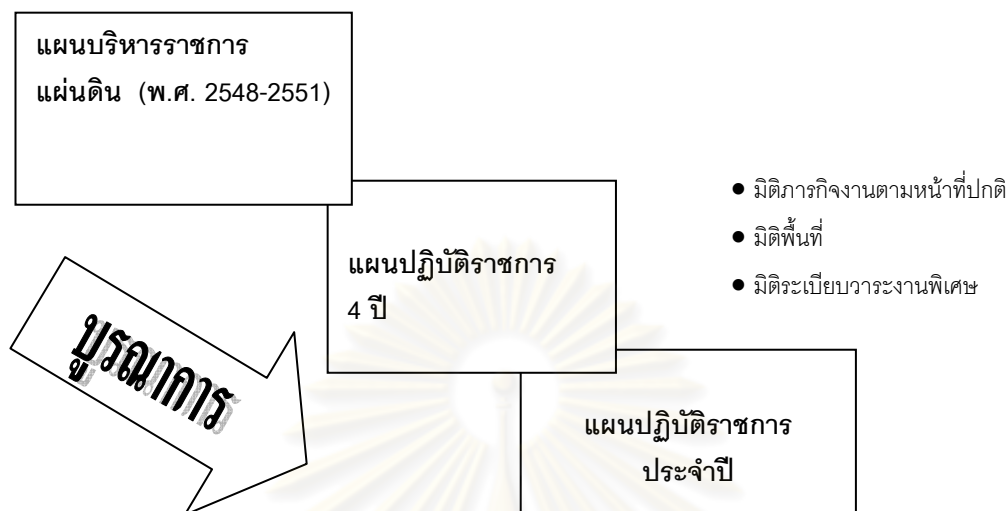 แผนบริหารราชการ
แผ่นดิน (พ.ศ. 2548-2551)
● มิติภารกิจงานตามหน้าที่ปกติ
● มิติพื้นที่
● มิติระเบียบวาระงานพิเศษ
แผนปฏิบัติราชการ
4 ปี
บูรณาการ
แผนปฏิบัติราชการ
ประจำปี